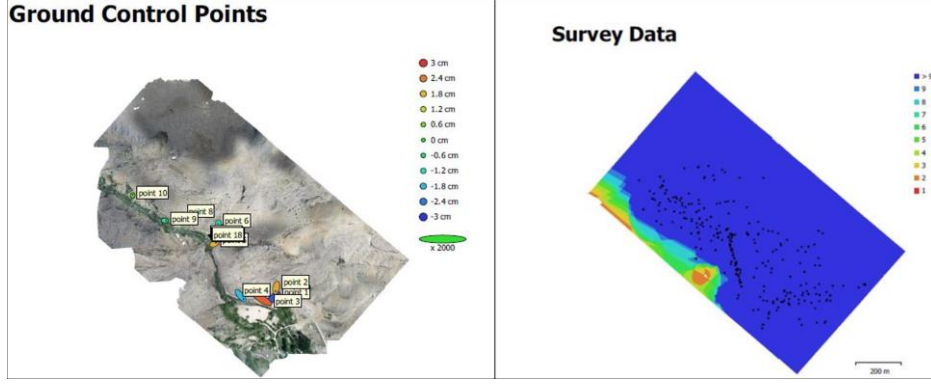 Ground Control Points
3 cm
2.4 cm
1.8 cm
1.2 cm
0.6 cm
0 cm
-0.6 cm
-1.2 cm
-1.8 cm
-2.4 cm
-3 cm
x 2000
point 10
point 8
point 9
point 6
point 18
point 2
point 4
point 1
point 3
Survey Data
9
8
7
6
5
4
3
2
1
200 m